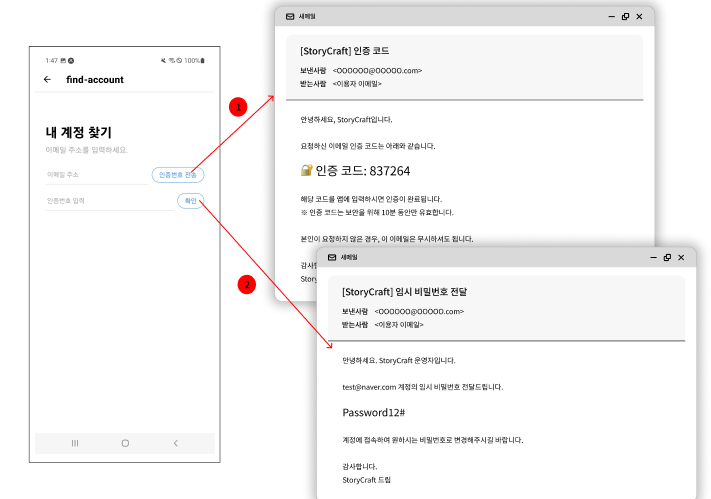 1:47
100%
find-account
내 계정 찾기
이메일 주소를 입력하세요.
이메일 주소
인증번호 전송
인증번호 입력
확인
1
2
새메일
[StoryCraft] 인증 코드
보낸사람 <OOOOOO@OOOOO.com>
받는사람 <이용자 이메일>
안녕하세요, StoryCraft입니다.
요청하신 이메일 인증 코드는 아래와 같습니다.
🔐 인증 코드: 837264
해당 코드를 앱에 입력하시면 인증이 완료됩니다.
※ 인증 코드는 보안을 위해 10분 동안만 유효합니다.
본인이 요청하지 않은 경우, 이 이메일은 무시하셔도 됩니다.
감사합
Story
새메일
[StoryCraft] 임시 비밀번호 전달
보낸사람 <OOOOOO@OOOOO.com>
받는사람 <이용자 이메일>
안녕하세요. StoryCraft 운영자입니다.
test@naver.com 계정의 임시 비밀번호 전달드립니다.
Password12#
계정에 접속하여 원하시는 비밀번호로 변경해주시길 바랍니다.
감사합니다.
StoryCraft 드림